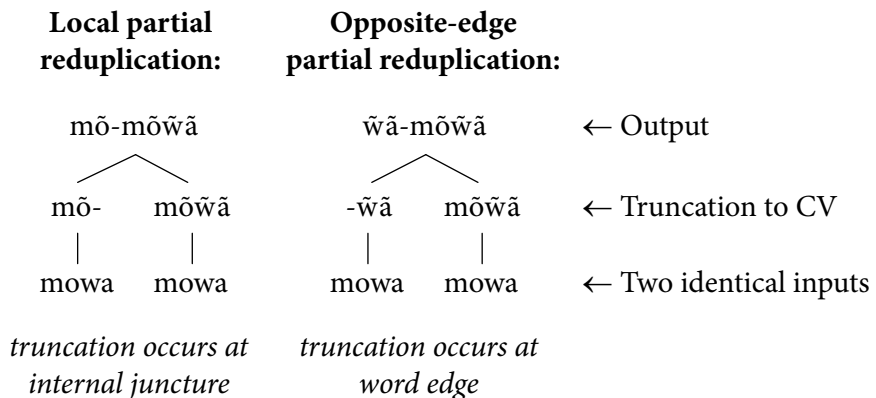 Local partial reduplication:
Opposite-edge partial reduplication:
mõ-mõw̃ã w̃ã-mõw̃ã ← Output
mõ- mõw̃ã -w̃ã mõw̃ã ← Truncation to CV
mowa mowa mowa mowa ← Two identical inputs
truncation occurs at internal juncture
truncation occurs at word edge